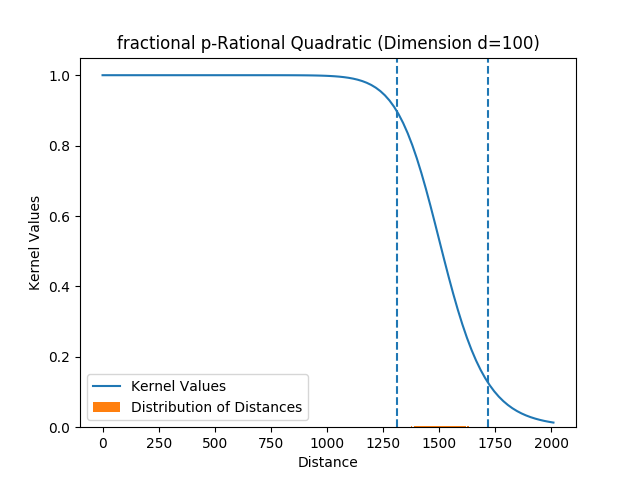 fractional p-Rational Quadratic (Dimension d=100)
1.0
0.8
0.6
0.4
0.2
0.0
Kernel Values
Kernel Values
Distribution of Distances
0 250 500 750 1000 1250 1500 1750 2000
Distance